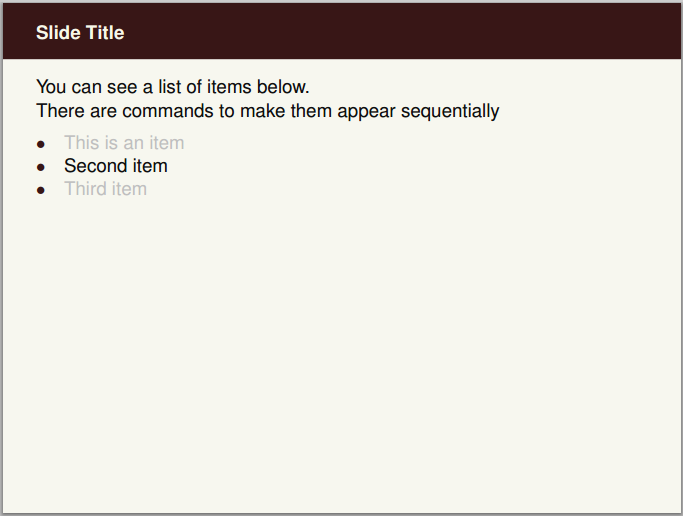 Slide Title
You can see a list of items below.
There are commands to make them appear sequentially
• This is an item
• Second item
• Third item